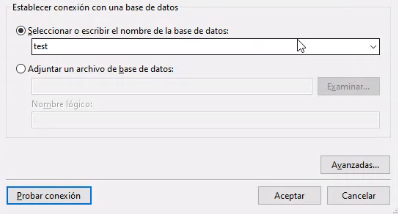 Establecer conexión con una base de datos
Seleccionar o escribir el nombre de la base de datos:
test
Adjuntar un archivo de base de datos:
Examinar...
Nombre lógico:
Avanzadas...
Probar conexión
Aceptar
Cancelar